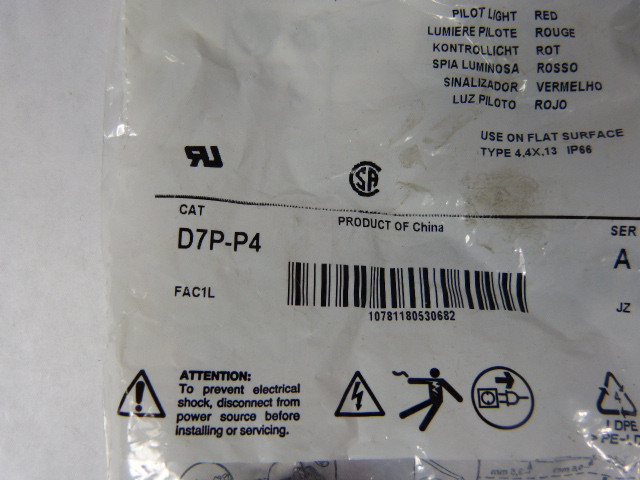 PILOT LIGHT RED
LUMIERE PILOTE ROUGE
KONTROLLICHT ROT
SPIA LUMINOSA ROSSO
SINALIZADOR VERMELHO
LUZ PILOTO ROJO
USE ON FLAT SURFACE
TYPE 4,4X,13 IP66
CAT
PRODUCT OF China
SER
D7P-P4
A
FAC1L
JZ
10781180530682
ATTENTION:
To prevent electrical
shock, disconnect from
power source before
installing or servicing.
LDPE
>PE-LD